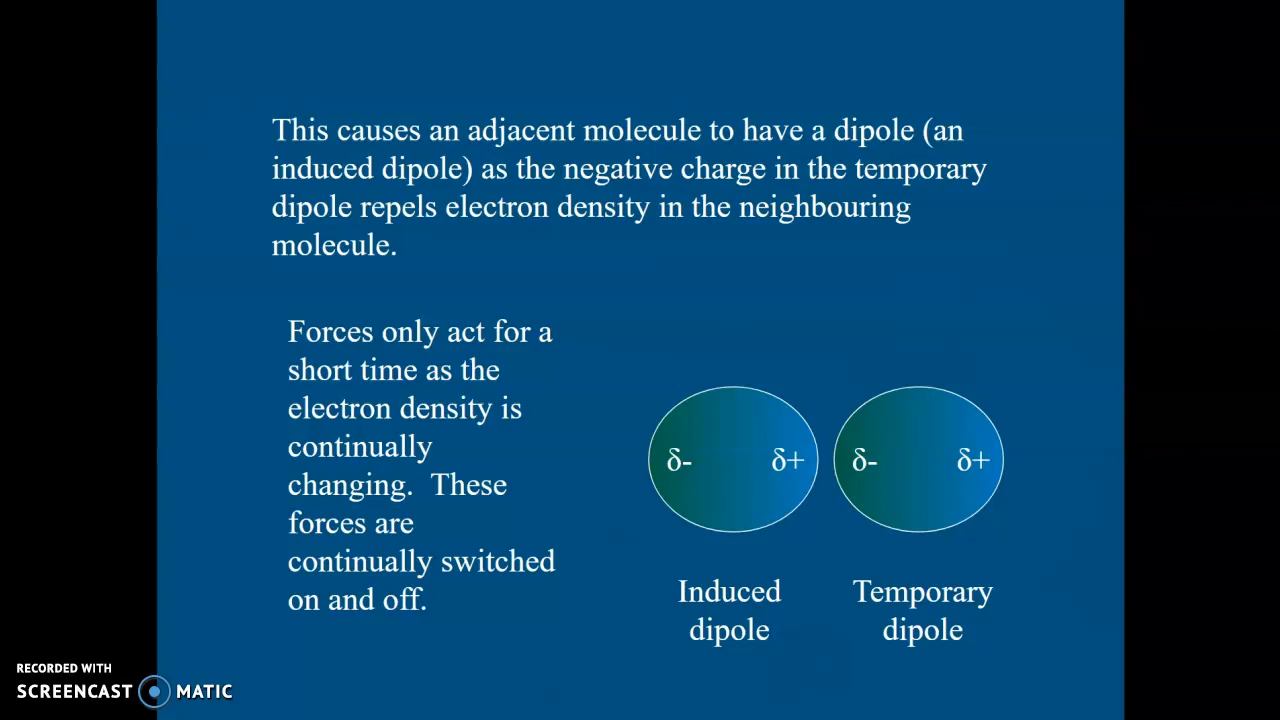 This causes an adjacent molecule to have a dipole (an
induced dipole) as the negative charge in the temporary
dipole repels electron density in the neighbouring
molecule.
Forces only act for a
short time as the
electron density is
continually
changing.  These
forces are
continually switched
on and off.
δ- δ+ δ- δ+
Induced Temporary
dipole dipole
RECORDED WITH
SCREENCAST MATIC